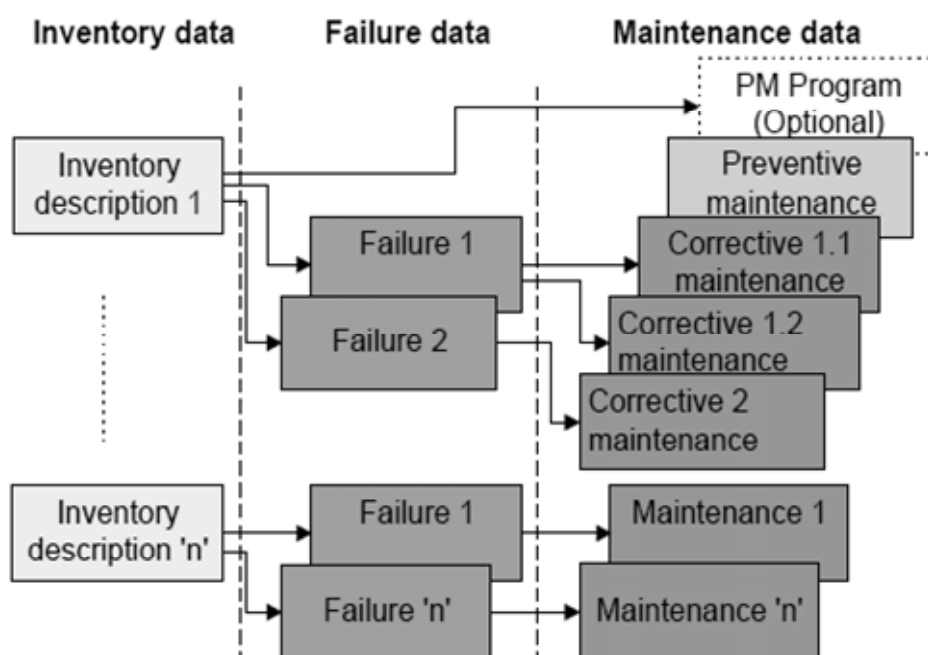 Inventory data
Failure data
Maintenance data
PM Program
(Optional)
Inventory
description 1
Preventive
maintenance
Failure 1
Corrective 1.1
maintenance
Failure 2
Corrective 1.2
maintenance
Corrective 2
maintenance
Inventory
description 'n'
Failure 1
Maintenance 1
Failure 'n'
Maintenance 'n'